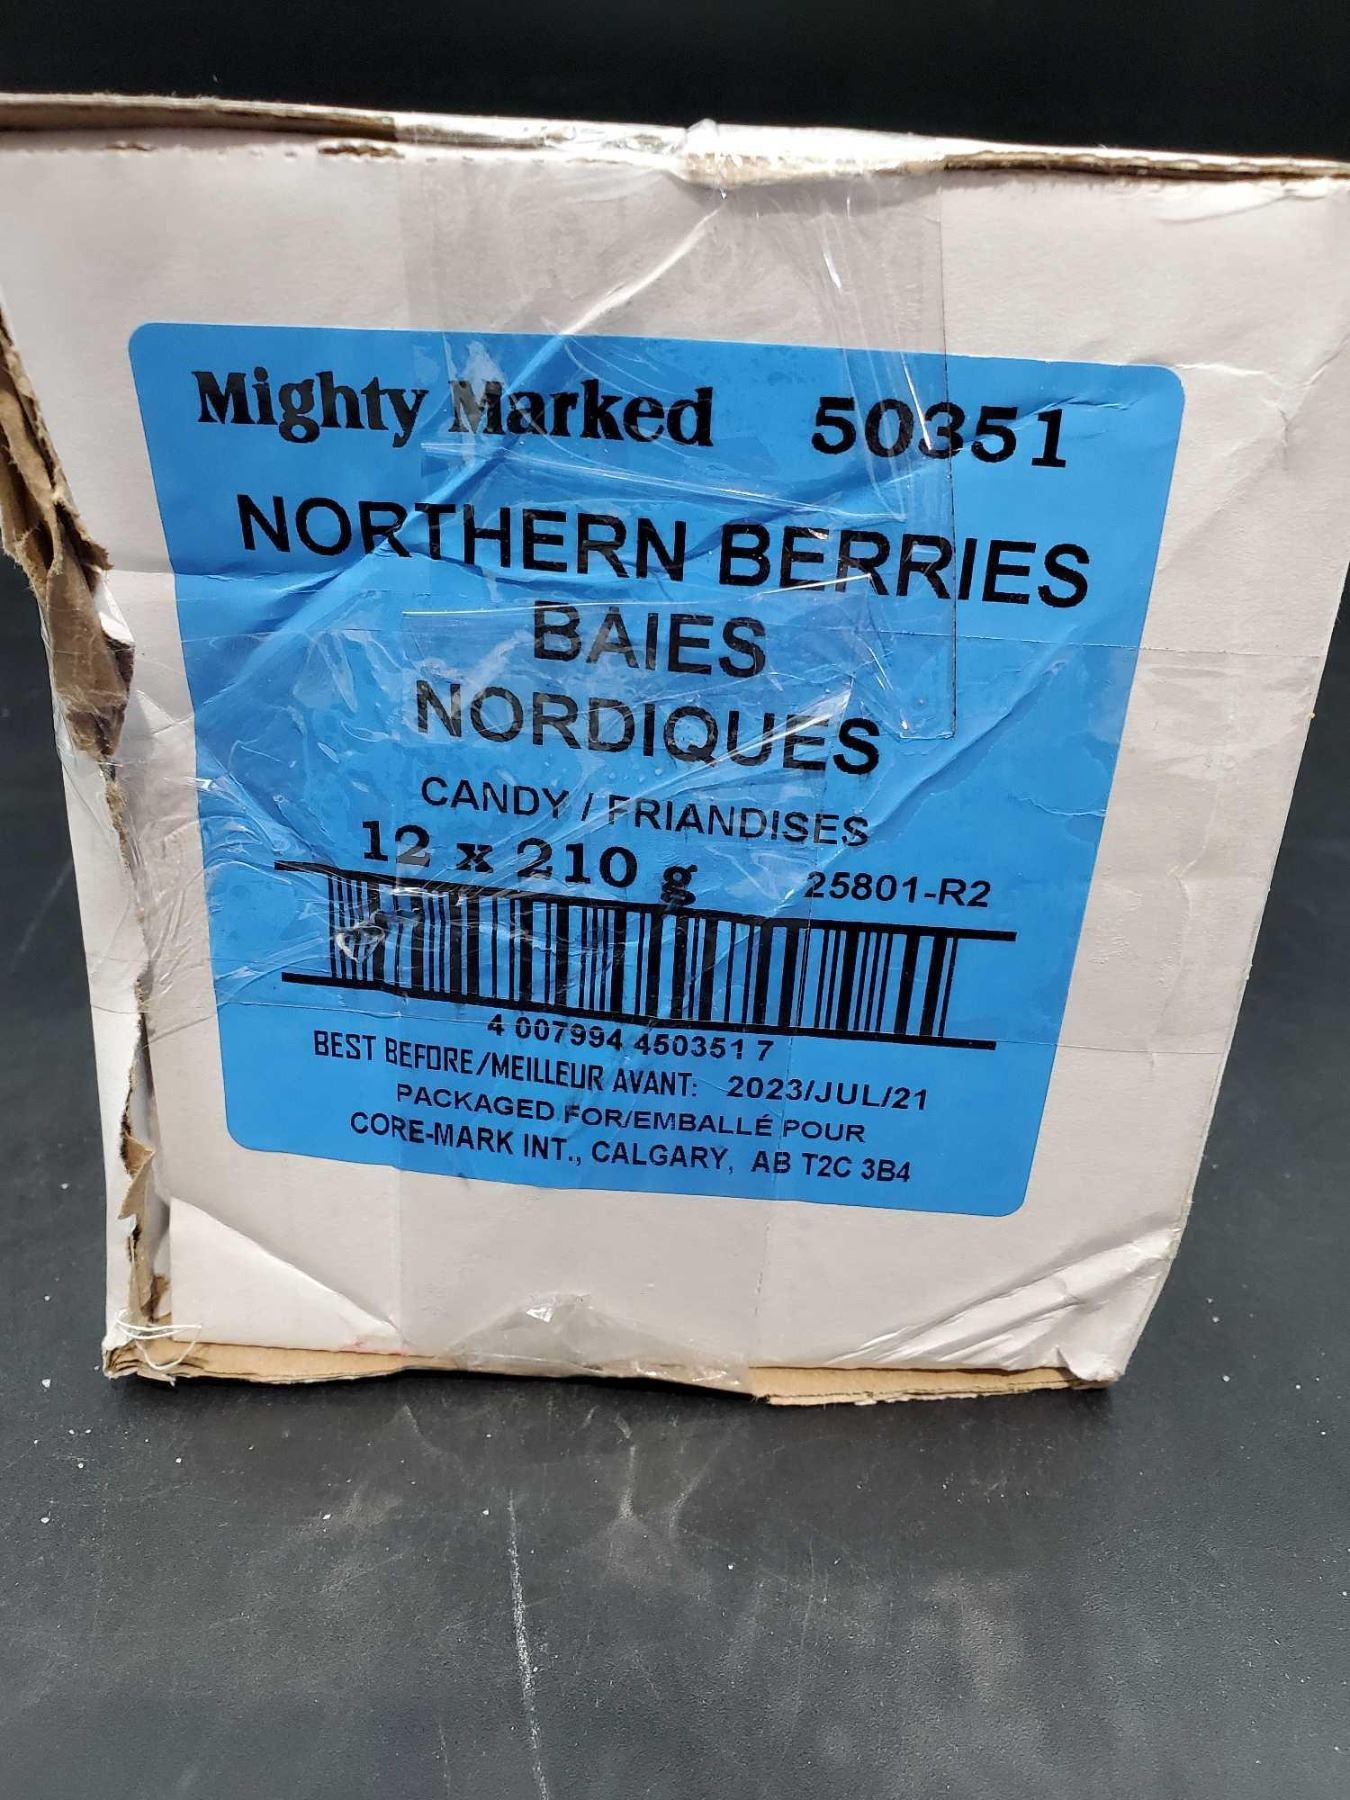 Mighty Marked 50351
NORTHERN BERRIES
BAIES
NORDIQUES
CANDY / FRIANDISES
12 x 210 g 25801-R2
4 007994 450351 7
BEST BEFORE/MEILLEUR AVANT: 2023/JUL/21
PACKAGED FOR/EMBALLÉ POUR
CORE-MARK INT., CALGARY, AB T2C 3B4